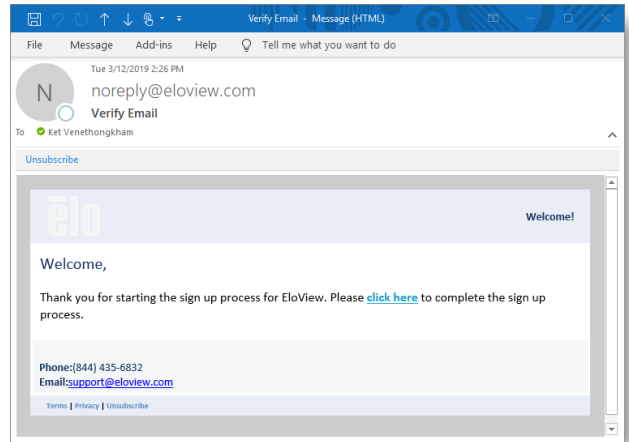 Verify Email - Message (HTML)
File Message Add-ins Help Tell me what you want to do
Tue 3/12/2019 2:26 PM
N
noreply@eloview.com
Verify Email
To Ket Venethongkham
Unsubscribe
ēlo
Welcome!
Welcome,
Thank you for starting the sign up process for EloView. Please click here to complete the sign up
process.
Phone:(844) 435-6832
Email:support@eloview.com
Terms | Privacy | Unsubscribe